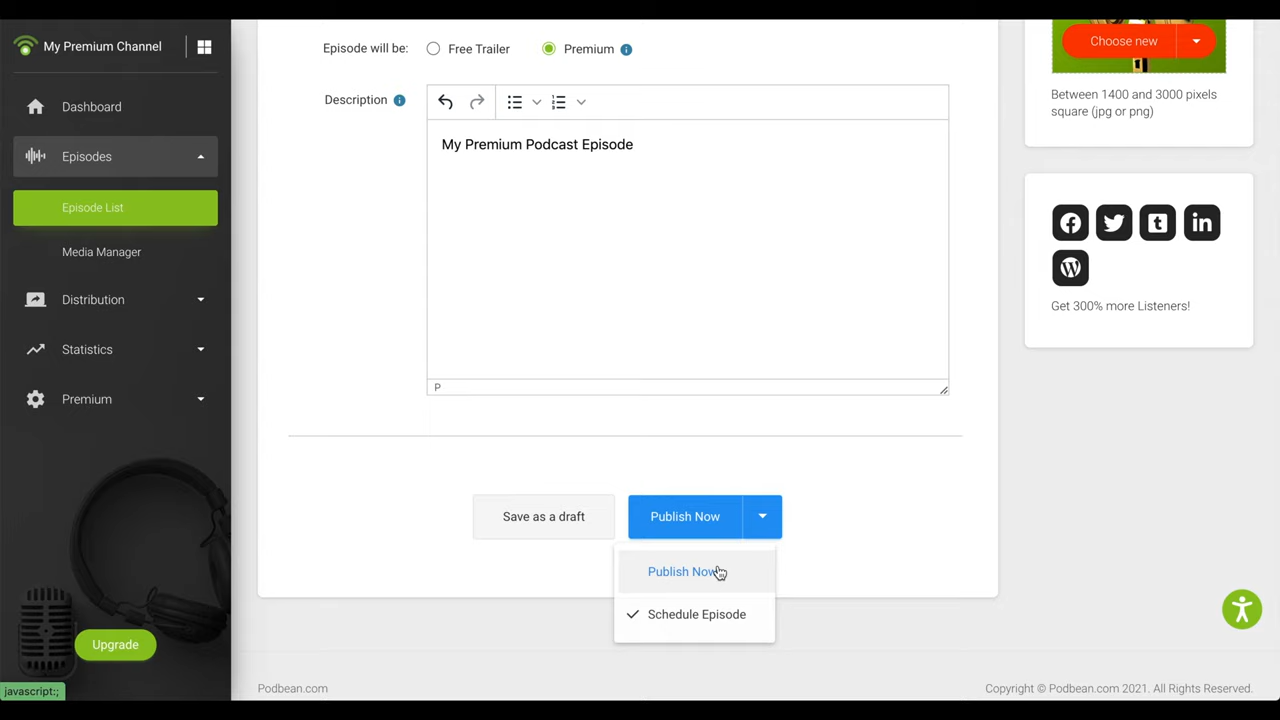 My Premium Channel
Dashboard
Episodes
Episode List
Media Manager
Distribution
Statistics
Premium
Upgrade
javascript:;
Episode will be:
Free Trailer
Premium
Description
My Premium Podcast Episode
P
Save as a draft
Publish Now
Publish Now
Schedule Episode
Choose new
Between 1400 and 3000 pixels
square (jpg or png)
Get 300% more Listeners!
Podbean.com
Copyright © Podbean.com 2021. All Rights Reserved.